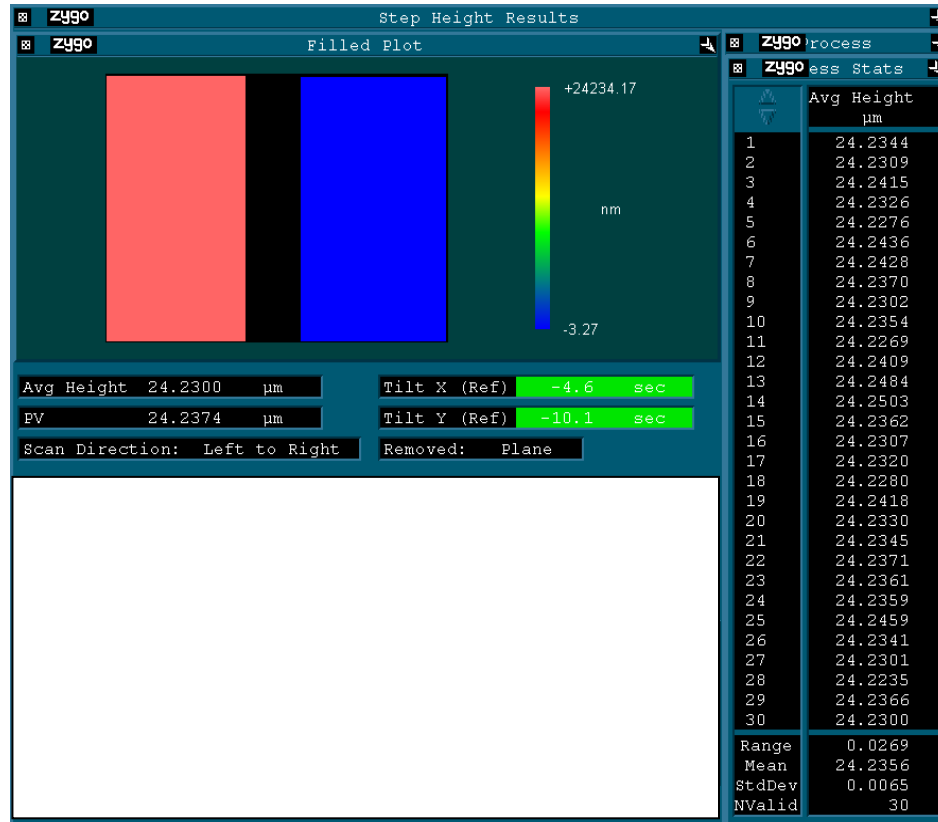 zygo Step Height Results
zygo Filled Plot
+24234.17
nm
-3.27
Avg Height 24.2300 µm
Tilt X (Ref) -4.6 sec
PV 24.2374 µm
Tilt Y (Ref) -10.1 sec
Scan Direction: Left to Right
Removed: Plane
zygo Process
zygo ess Stats
Avg Height
µm
1 24.2344
2 24.2309
3 24.2415
4 24.2326
5 24.2276
6 24.2436
7 24.2428
8 24.2370
9 24.2302
10 24.2354
11 24.2269
12 24.2409
13 24.2484
14 24.2503
15 24.2362
16 24.2307
17 24.2320
18 24.2280
19 24.2418
20 24.2330
21 24.2345
22 24.2371
23 24.2361
24 24.2359
25 24.2459
26 24.2341
27 24.2301
28 24.2235
29 24.2366
30 24.2300
Range 0.0269
Mean 24.2356
StdDev 0.0065
NValid 30